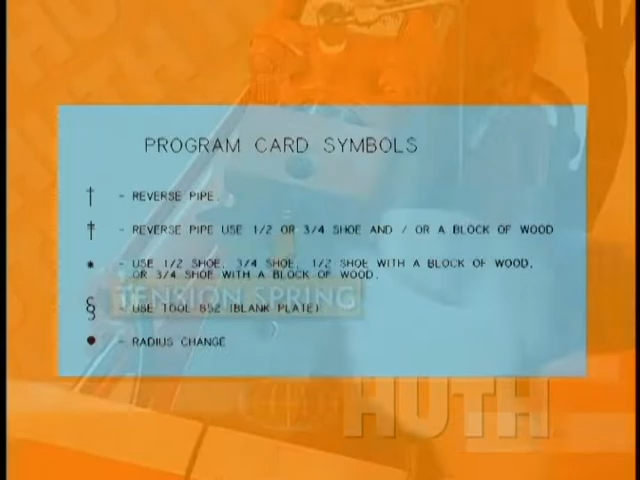 PROGRAM CARD SYMBOLS
† - REVERSE PIPE.
‡ - REVERSE PIPE USE 1/2 OR 3/4 SHOE AND / OR A BLOCK OF WOOD
* - USE 1/2 SHOE, 3/4 SHOE, 1/2 SHOE WITH A BLOCK OF WOOD,
OR 3/4 SHOE WITH A BLOCK OF WOOD.
TENSION SPRING
§ - USE TOOL 852 (BLANK PLATE)
● - RADIUS CHANGE
HUTH